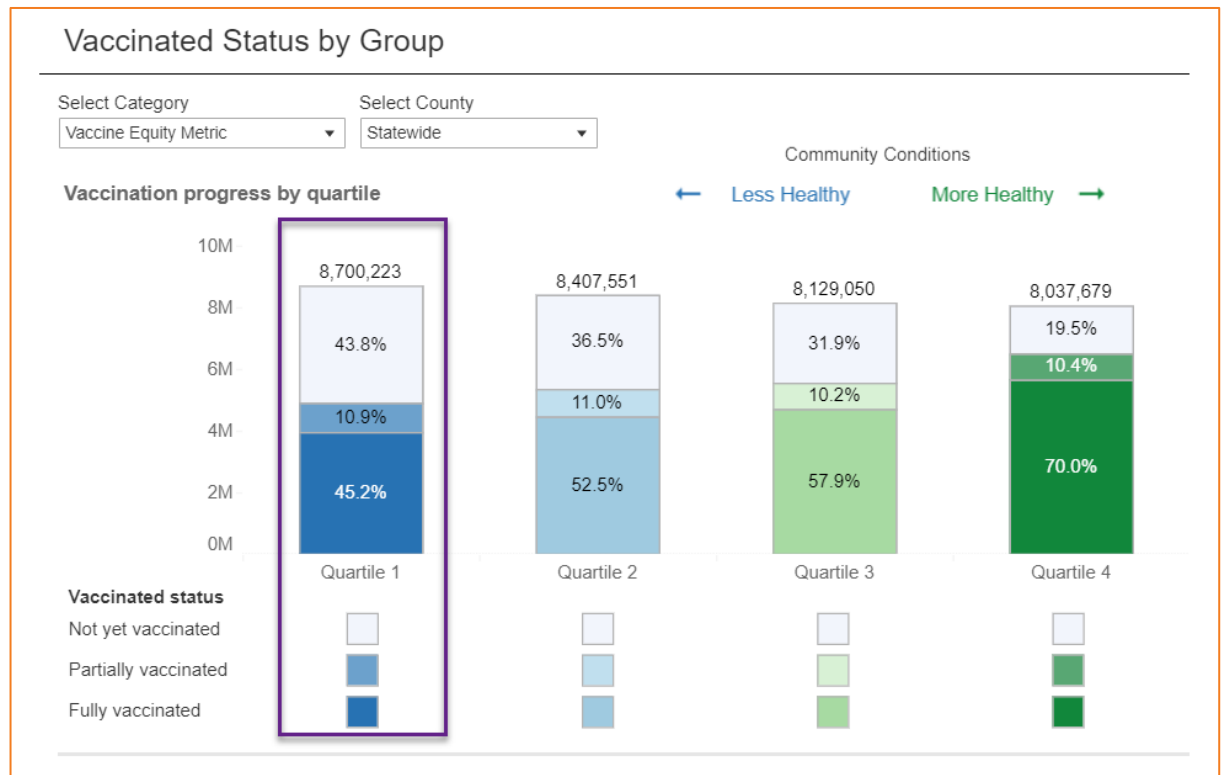 Vaccinated Status by Group
Select Category
Select County
Vaccine Equity Metric
Statewide
Community Conditions
Vaccination progress by quartile
← Less Healthy
More Healthy →
10M
8M
6M
4M
2M
0M
8,700,223
43.8%
10.9%
45.2%
8,407,551
36.5%
11.0%
52.5%
8,129,050
31.9%
10.2%
57.9%
8,037,679
19.5%
10.4%
70.0%
Quartile 1
Quartile 2
Quartile 3
Quartile 4
Vaccinated status
Not yet vaccinated
Partially vaccinated
Fully vaccinated